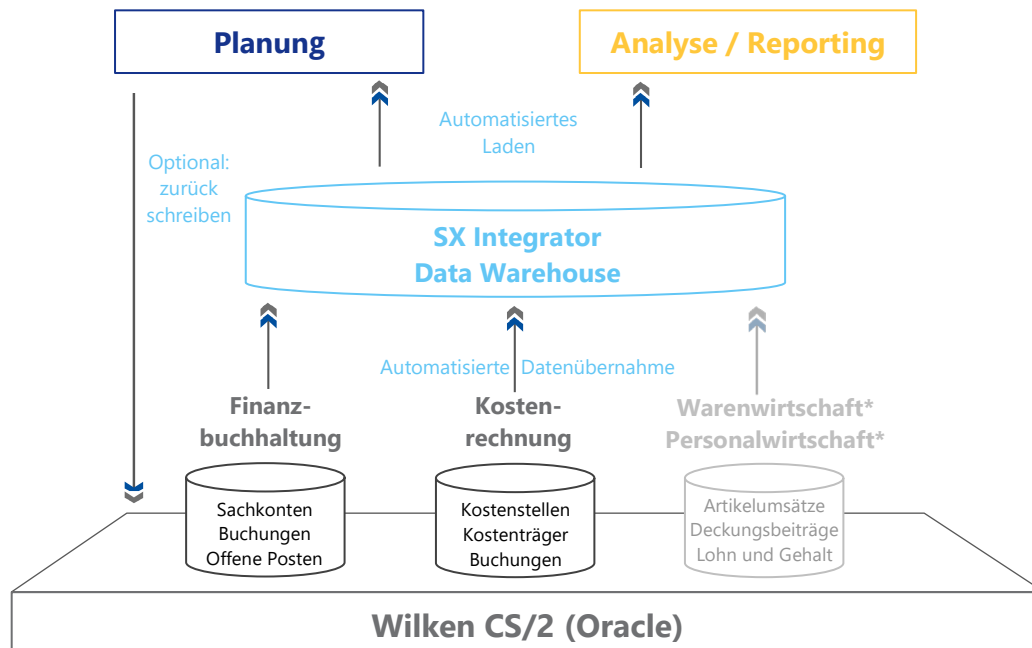 Planung
Analyse / Reporting
Automatisiertes
Laden
Optional:
zurück
schreiben
SX Integrator
Data Warehouse
Automatisierte Datenübernahme
Finanz-
buchhaltung
Kosten-
rechnung
Warenwirtschaft*
Personalwirtschaft*
Sachkonten
Buchungen
Offene Posten
Kostenstellen
Kostenträger
Buchungen
Artikelumsätze
Deckungsbeiträge
Lohn und Gehalt
Wilken CS/2 (Oracle)